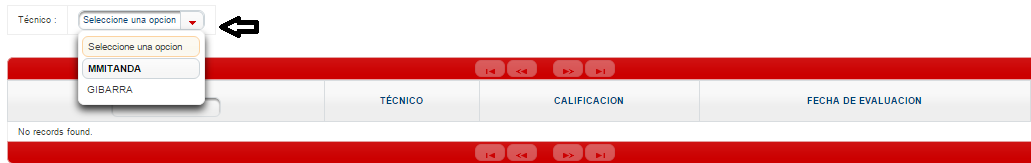 Técnico :
Seleccione una opcion
Seleccione una opcion
MMITANDA
GIBARRA
TÉCNICO
CALIFICACION
FECHA DE EVALUACION
No records found.